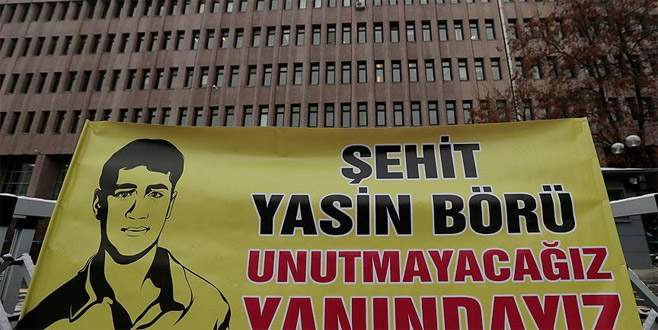 ŞEHİT
YASİN BÖRÜ
UNUTMAYACAĞIZ
YANINDAYIZ